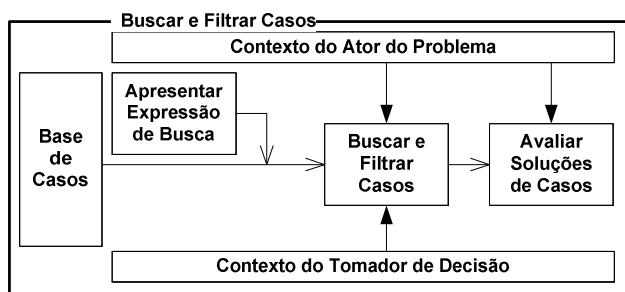 Buscar e Filtrar Casos
Contexto do Ator do Problema
Base
de
Casos
Apresentar
Expressão
de Busca
Buscar e
Filtrar
Casos
Avaliar
Soluções
de Casos
Contexto do Tomador de Decisão